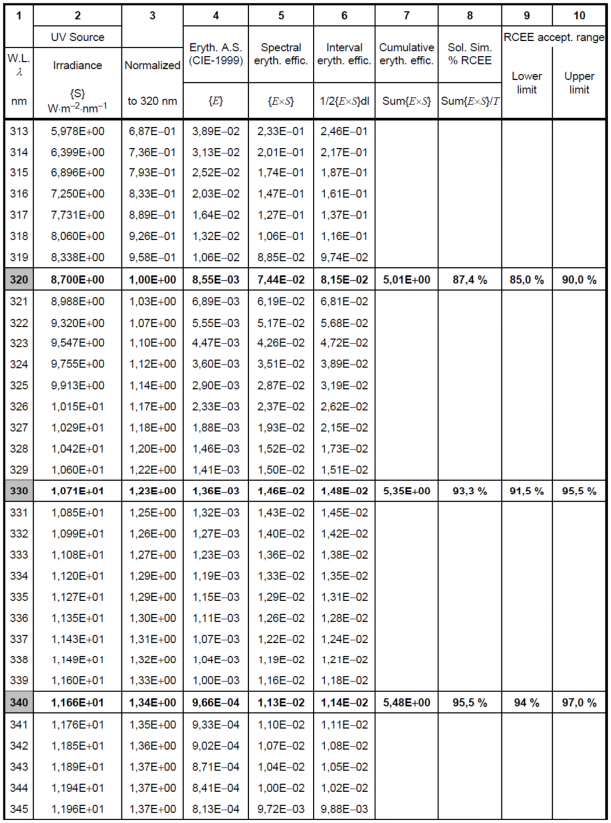 1 2 3 4 5 6 7 8 9 10
W.L. λ nm UV Source Irradiance {S} W·m−2·nm−1 Normalized to 320 nm Eryth. A.S. (CIE-1999) {E} Spectral eryth. effic. {E×S} Interval eryth. effic. 1/2{E×S}dl Cumulative eryth. effic. Sum{E×S} Sol. Sim. % RCEE Sum{E×S}/T RCEE accept. range Lower limit Upper limit
313 5,978E+00 6,87E−01 3,89E−02 2,33E−01 2,46E−01
314 6,399E+00 7,36E−01 3,13E−02 2,01E−01 2,17E−01
315 6,896E+00 7,93E−01 2,52E−02 1,74E−01 1,87E−01
316 7,250E+00 8,33E−01 2,03E−02 1,47E−01 1,61E−01
317 7,731E+00 8,89E−01 1,64E−02 1,27E−01 1,37E−01
318 8,060E+00 9,26E−01 1,32E−02 1,06E−01 1,16E−01
319 8,338E+00 9,58E−01 1,06E−02 8,85E−02 9,74E−02
320 8,700E+00 1,00E+00 8,55E−03 7,44E−02 8,15E−02 5,01E+00 87,4 % 85,0 % 90,0 %
321 8,988E+00 1,03E+00 6,89E−03 6,19E−02 6,81E−02
322 9,320E+00 1,07E+00 5,55E−03 5,17E−02 5,68E−02
323 9,547E+00 1,10E+00 4,47E−03 4,26E−02 4,72E−02
324 9,755E+00 1,12E+00 3,60E−03 3,51E−02 3,89E−02
325 9,913E+00 1,14E+00 2,90E−03 2,87E−02 3,19E−02
326 1,015E+01 1,17E+00 2,33E−03 2,37E−02 2,62E−02
327 1,029E+01 1,18E+00 1,88E−03 1,93E−02 2,15E−02
328 1,042E+01 1,20E+00 1,46E−03 1,52E−02 1,73E−02
329 1,060E+01 1,22E+00 1,41E−03 1,50E−02 1,51E−02
330 1,071E+01 1,23E+00 1,36E−03 1,46E−02 1,48E−02 5,35E+00 93,3 % 91,5 % 95,5 %
331 1,085E+01 1,25E+00 1,32E−03 1,43E−02 1,45E−02
332 1,099E+01 1,26E+00 1,27E−03 1,40E−02 1,42E−02
333 1,108E+01 1,27E+00 1,23E−03 1,36E−02 1,38E−02
334 1,120E+01 1,29E+00 1,19E−03 1,33E−02 1,35E−02
335 1,127E+01 1,29E+00 1,15E−03 1,29E−02 1,31E−02
336 1,135E+01 1,30E+00 1,11E−03 1,26E−02 1,28E−02
337 1,143E+01 1,31E+00 1,07E−03 1,22E−02 1,24E−02
338 1,149E+01 1,32E+00 1,04E−03 1,19E−02 1,21E−02
339 1,160E+01 1,33E+00 1,00E−03 1,16E−02 1,18E−02
340 1,166E+01 1,34E+00 9,66E−04 1,13E−02 1,14E−02 5,48E+00 95,5 % 94 % 97,0 %
341 1,176E+01 1,35E+00 9,33E−04 1,10E−02 1,11E−02
342 1,185E+01 1,36E+00 9,02E−04 1,07E−02 1,08E−02
343 1,189E+01 1,37E+00 8,71E−04 1,04E−02 1,05E−02
344 1,194E+01 1,37E+00 8,41E−04 1,00E−02 1,02E−02
345 1,196E+01 1,37E+00 8,13E−04 9,72E−03 9,88E−03